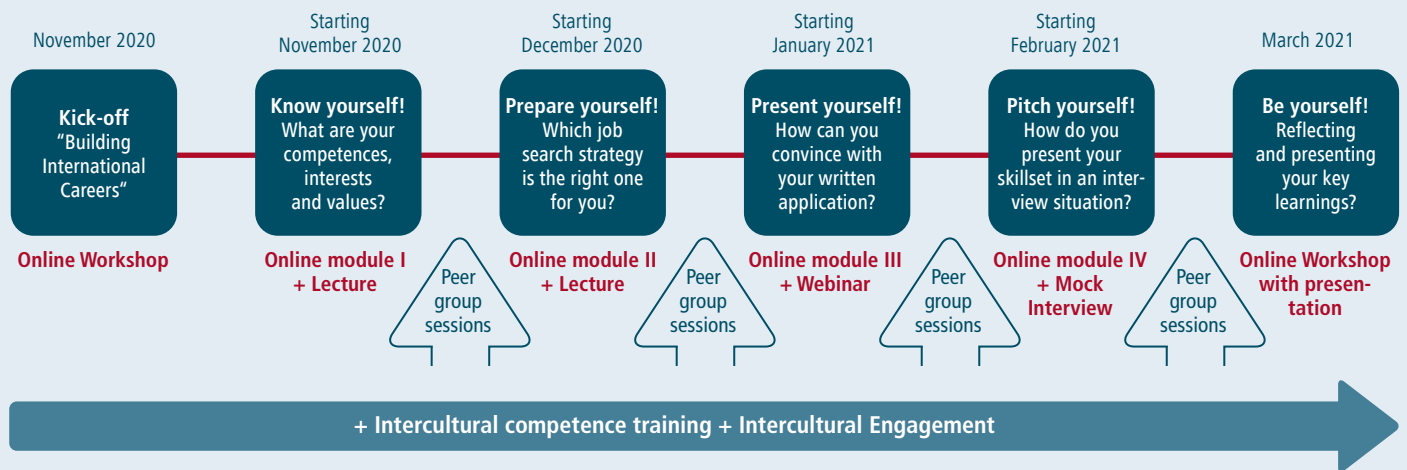 November 2020
Kick-off
“Building
International
Careers“
Online Workshop
Starting
November 2020
Know yourself!
What are your
competences,
interests
and values?
Online module I
+ Lecture
Peer
group
sessions
Starting
December 2020
Prepare yourself!
Which job
search strategy
is the right one
for you?
Online module II
+ Lecture
Peer
group
sessions
Starting
January 2021
Present yourself!
How can you
convince with
your written
application?
Online module III
+ Webinar
Peer
group
sessions
Starting
February 2021
Pitch yourself!
How do you
present your
skillset in an inter-
view situation?
Online module IV
+ Mock
Interview
Peer
group
sessions
March 2021
Be yourself!
Reflecting
and presenting
your key
learnings?
Online Workshop
with presen-
tation
+ Intercultural competence training + Intercultural Engagement